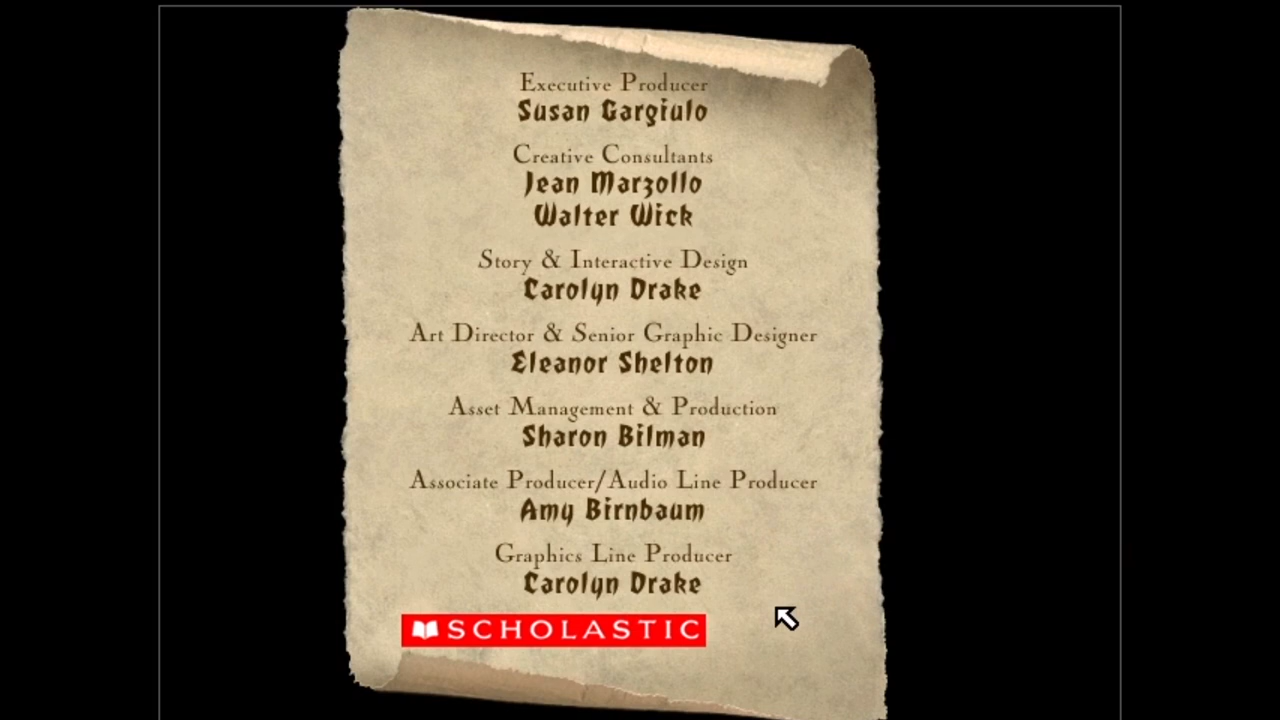 Executive Producer
Susan Gargiulo
Creative Consultants
Jean Marzollo
Walter Wick
Story & Interactive Design
Carolyn Drake
Art Director & Senior Graphic Designer
Eleanor Shelton
Asset Management & Production
Sharon Bilman
Associate Producer/Audio Line Producer
Amy Birnbaum
Graphics Line Producer
Carolyn Drake
SCHOLASTIC